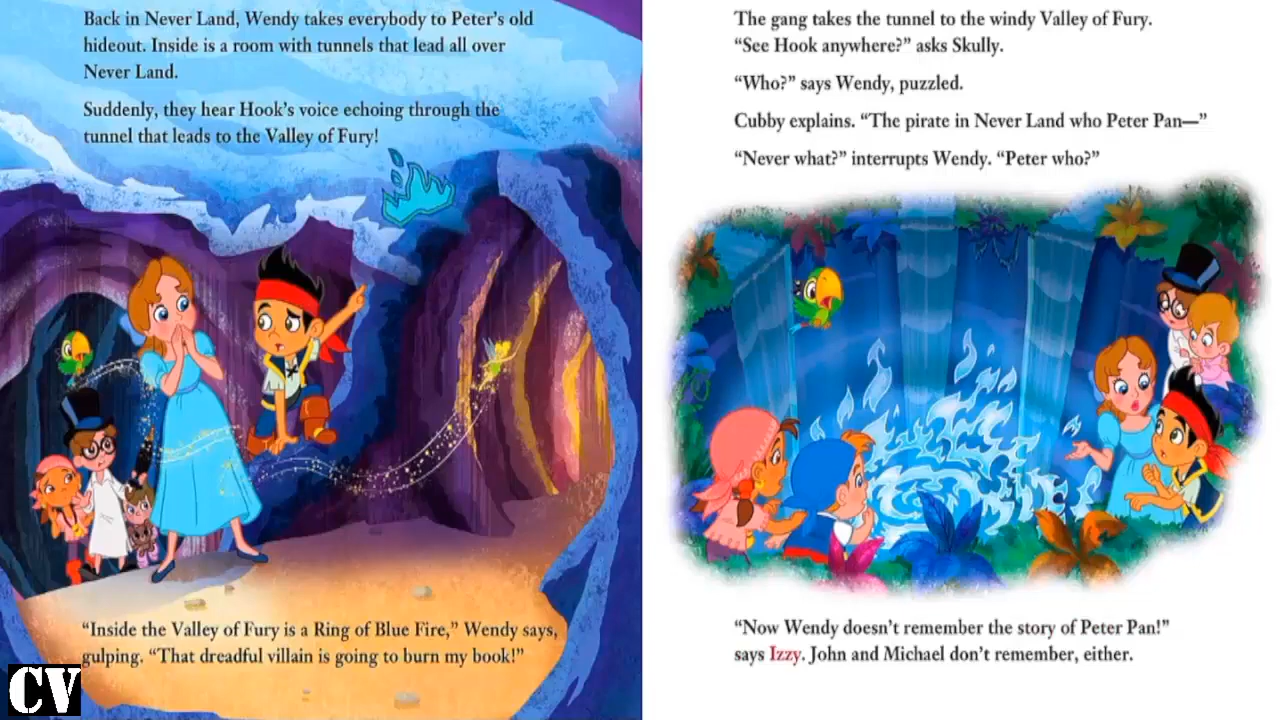 Back in Never Land, Wendy takes everybody to Peter's old
hideout. Inside is a room with tunnels that lead all over
Never Land.
Suddenly, they hear Hook's voice echoing through the
tunnel that leads to the Valley of Fury!
“Inside the Valley of Fury is a Ring of Blue Fire,” Wendy says,
gulping. “That dreadful villain is going to burn my book!”
CV
The gang takes the tunnel to the windy Valley of Fury.
“See Hook anywhere?” asks Skully.
“Who?” says Wendy, puzzled.
Cubby explains. “The pirate in Never Land who Peter Pan—”
“Never what?” interrupts Wendy. “Peter who?”
“Now Wendy doesn't remember the story of Peter Pan!”
says Izzy. John and Michael don't remember, either.